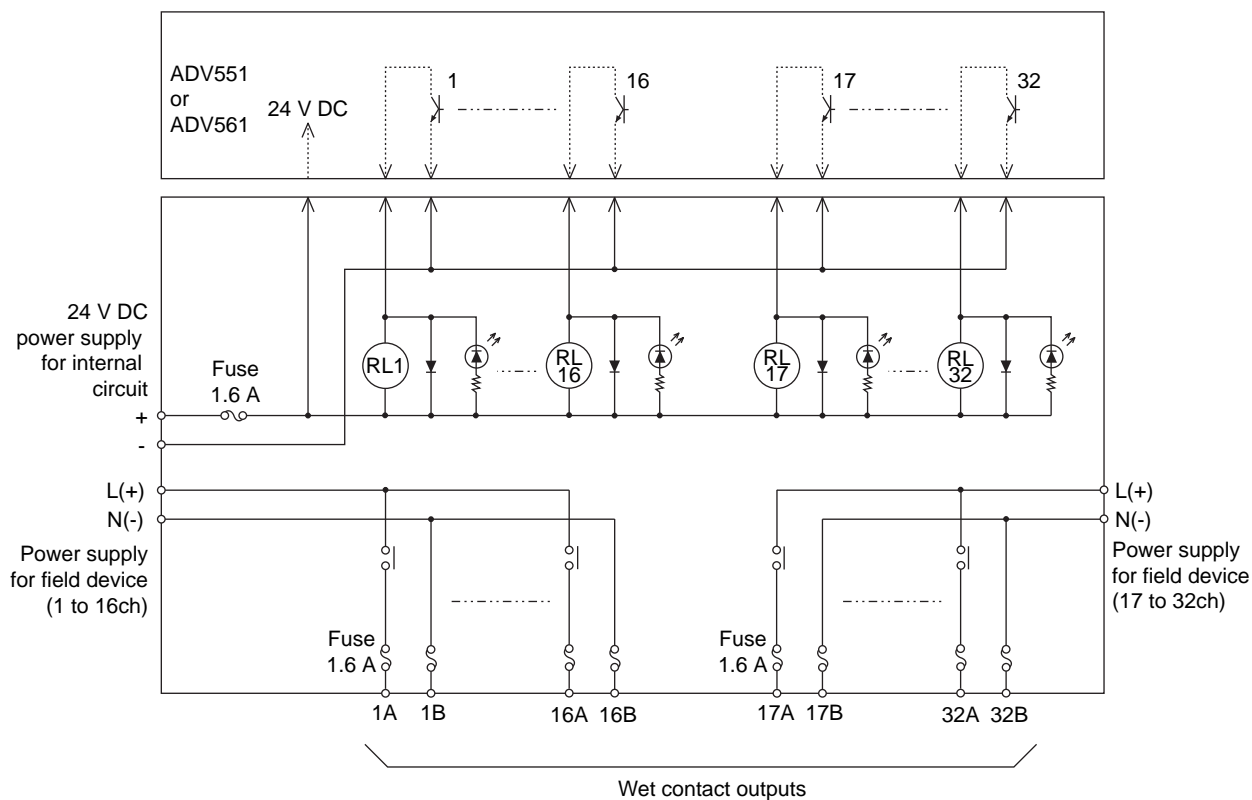 ADV551
or
ADV561
24 V DC
1
16
17
32
24 V DC
power supply
for internal
circuit
Fuse
1.6 A
RL1
RL
16
RL
17
RL
32
+
-
L(+)
N(-)
Power supply
for field device
(1 to 16ch)
L(+)
N(-)
Power supply
for field device
(17 to 32ch)
Fuse
1.6 A
Fuse
1.6 A
1A
1B
16A
16B
17A
17B
32A
32B
Wet contact outputs